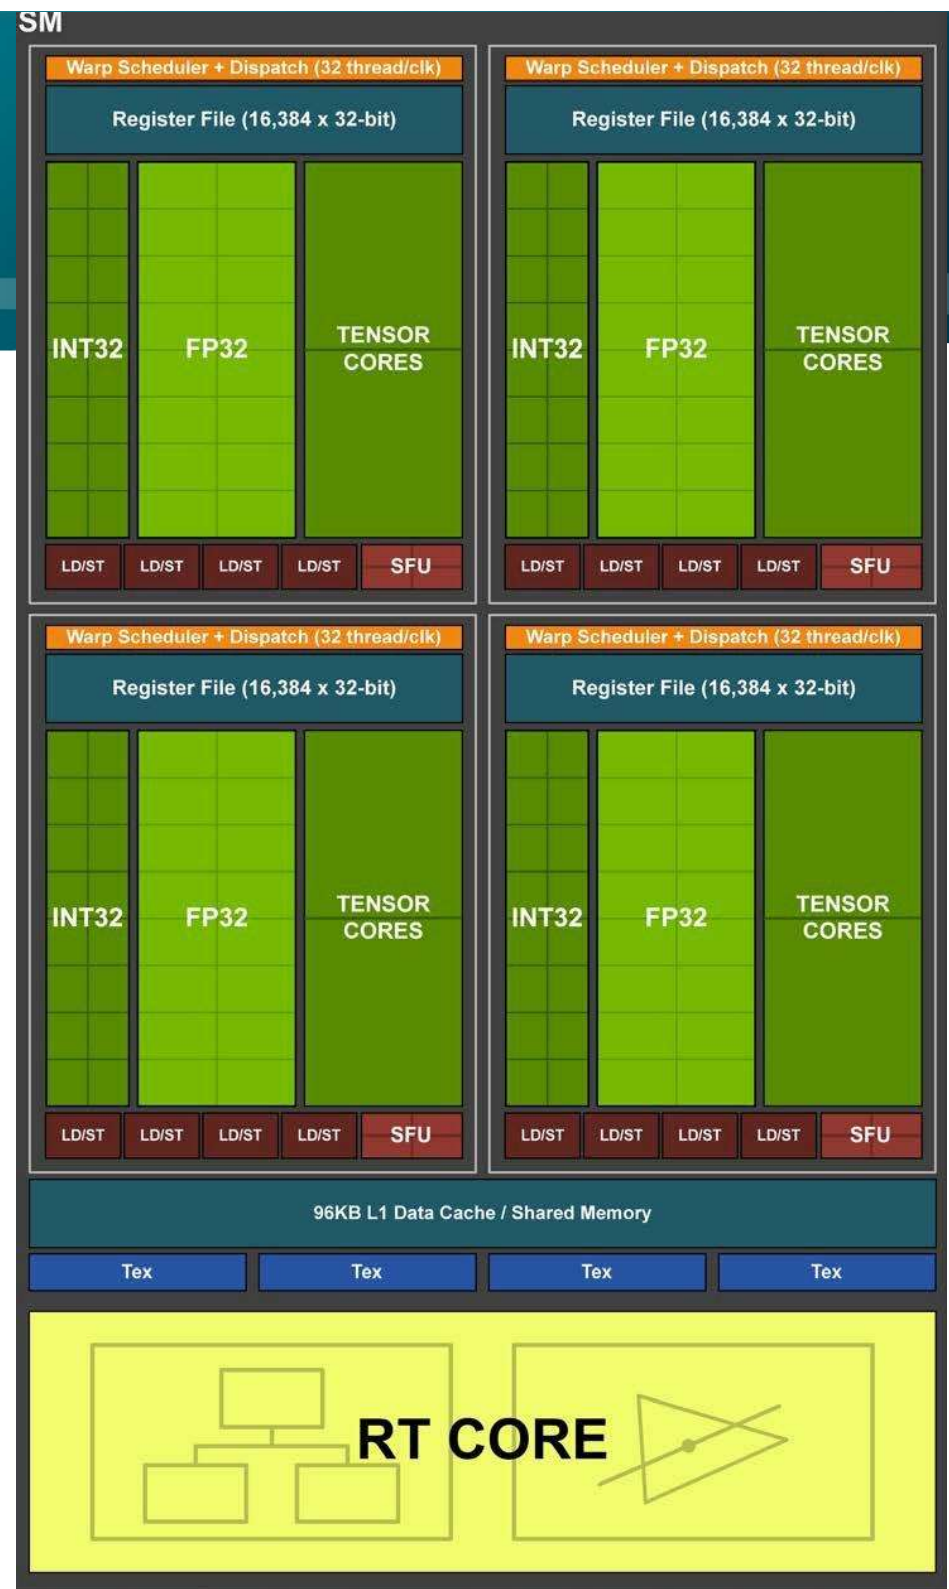 SM
Warp Scheduler + Dispatch (32 thread/clk)
Register File (16,384 x 32-bit)
INT32
FP32
TENSOR
CORES
LD/ST
LD/ST
LD/ST
LD/ST
SFU
Warp Scheduler + Dispatch (32 thread/clk)
Register File (16,384 x 32-bit)
INT32
FP32
TENSOR
CORES
LD/ST
LD/ST
LD/ST
LD/ST
SFU
Warp Scheduler + Dispatch (32 thread/clk)
Register File (16,384 x 32-bit)
INT32
FP32
TENSOR
CORES
LD/ST
LD/ST
LD/ST
LD/ST
SFU
Warp Scheduler + Dispatch (32 thread/clk)
Register File (16,384 x 32-bit)
INT32
FP32
TENSOR
CORES
LD/ST
LD/ST
LD/ST
LD/ST
SFU
96KB L1 Data Cache / Shared Memory
Tex
Tex
Tex
Tex
RT CORE